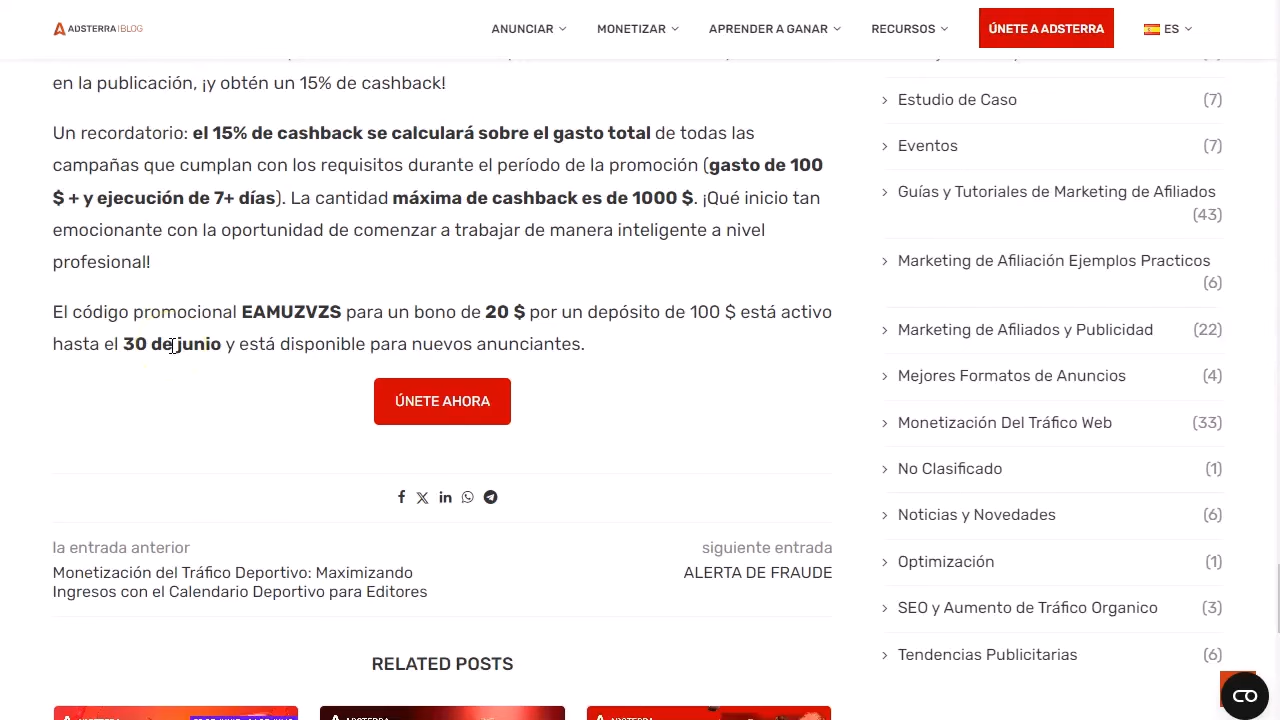 ADSTERRA|BLOG
ANUNCIAR
MONETIZAR
APRENDER A GANAR
RECURSOS
ÚNETE A ADSTERRA
ES
en la publicación, ¡y obtén un 15% de cashback!
Un recordatorio: el 15% de cashback se calculará sobre el gasto total de todas las
campañas que cumplan con los requisitos durante el período de la promoción (gasto de 100
$ + y ejecución de 7+ días). La cantidad máxima de cashback es de 1000 $. ¡Qué inicio tan
emocionante con la oportunidad de comenzar a trabajar de manera inteligente a nivel
profesional!
El código promocional EAMUZVZS para un bono de 20 $ por un depósito de 100 $ está activo
hasta el 30 de junio y está disponible para nuevos anunciantes.
ÚNETE AHORA
la entrada anterior
Monetización del Tráfico Deportivo: Maximizando
Ingresos con el Calendario Deportivo para Editores
siguiente entrada
ALERTA DE FRAUDE
RELATED POSTS
Estudio de Caso (7)
Eventos (7)
Guías y Tutoriales de Marketing de Afiliados
(43)
Marketing de Afiliación Ejemplos Practicos
(6)
Marketing de Afiliados y Publicidad (22)
Mejores Formatos de Anuncios (4)
Monetización Del Tráfico Web (33)
No Clasificado (1)
Noticias y Novedades (6)
Optimización (1)
SEO y Aumento de Tráfico Organico (3)
Tendencias Publicitarias (6)